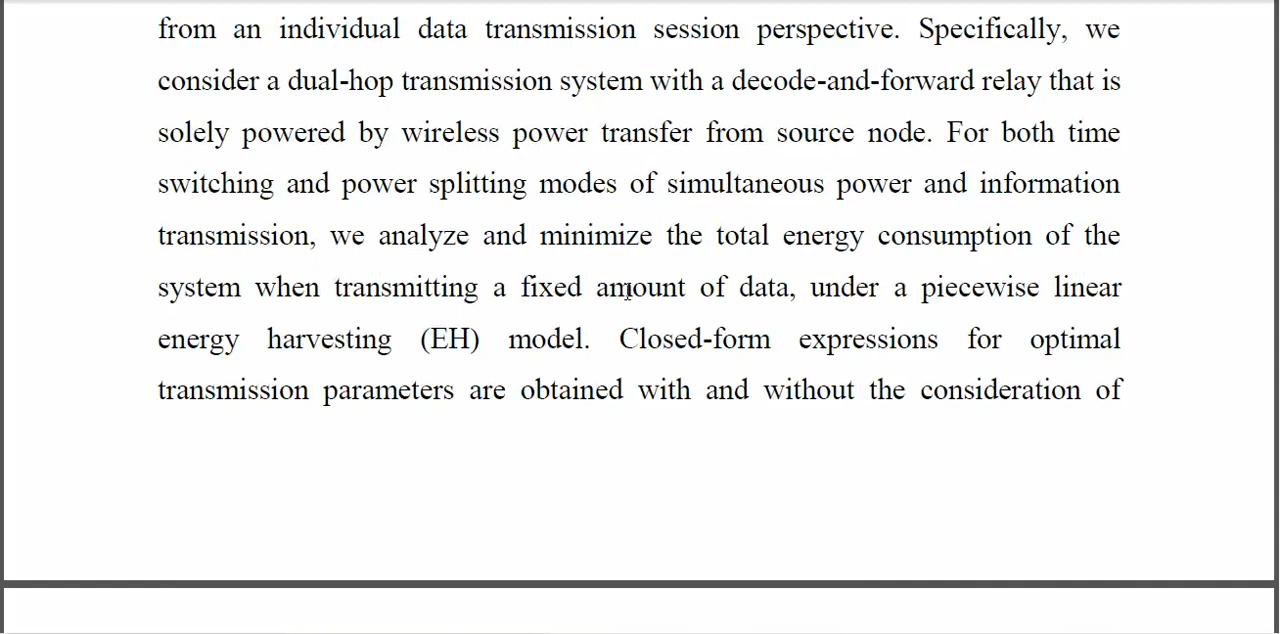 from an individual data transmission session perspective. Specifically, we
consider a dual-hop transmission system with a decode-and-forward relay that is
solely powered by wireless power transfer from source node. For both time
switching and power splitting modes of simultaneous power and information
transmission, we analyze and minimize the total energy consumption of the
system when transmitting a fixed amount of data, under a piecewise linear
energy harvesting (EH) model. Closed-form expressions for optimal
transmission parameters are obtained with and without the consideration of